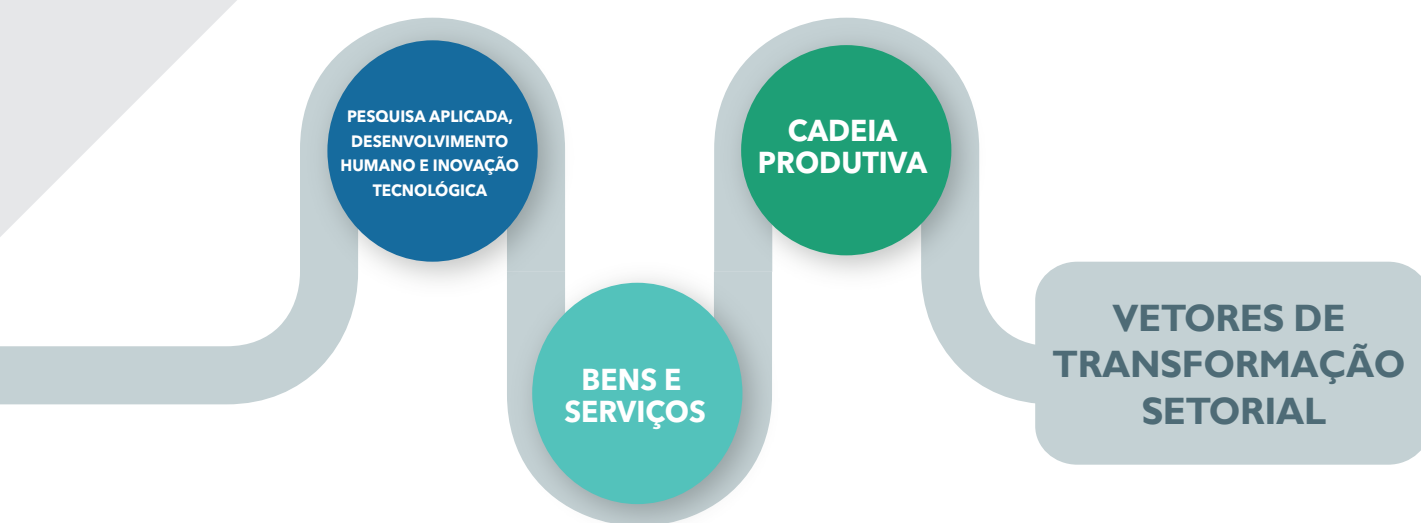 PESQUISA APLICADA,
DESENVOLVIMENTO
HUMANO E INOVAÇÃO
TECNOLÓGICA
BENS E
SERVIÇOS
CADEIA
PRODUTIVA
VETORES DE
TRANSFORMAÇÃO
SETORIAL